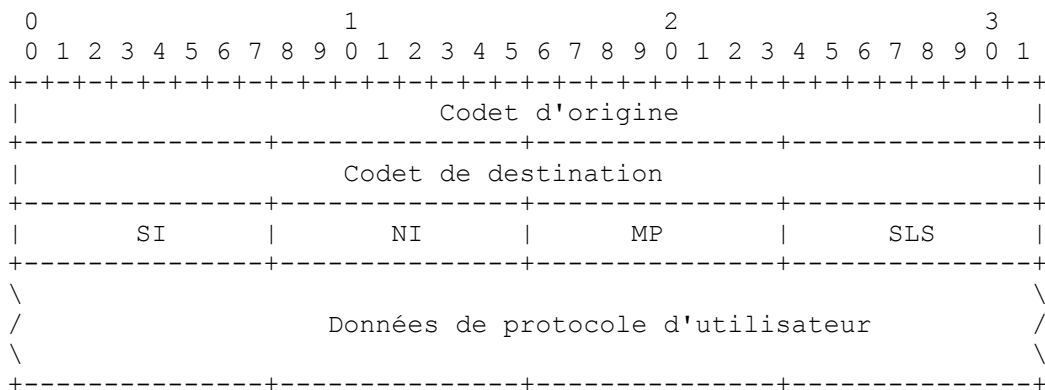 0                   1                   2                   3
 0 1 2 3 4 5 6 7 8 9 0 1 2 3 4 5 6 7 8 9 0 1 2 3 4 5 6 7 8 9 0 1
+-+-+-+-+-+-+-+-+-+-+-+-+-+-+-+-+-+-+-+-+-+-+-+-+-+-+-+-+-+-+-+-+
|                          Codet d'origine                      |
+---------------+---------------+---------------+---------------+
|                    Codet de destination                       |
+---------------+---------------+---------------+---------------+
|       SI      |       NI      |      MP       |      SLS      |
+---------------+---------------+---------------+---------------+
\                                                               \
/                   Données de protocole d'utilisateur          /
\                                                               \
+---------------+---------------+---------------+---------------+